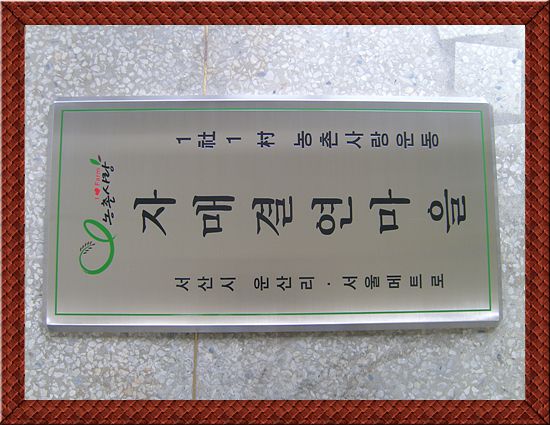 I ♥ Farm
농촌사랑
1社1村 농촌사랑운동
자매결연마을
서산시 운산리·서울메트로